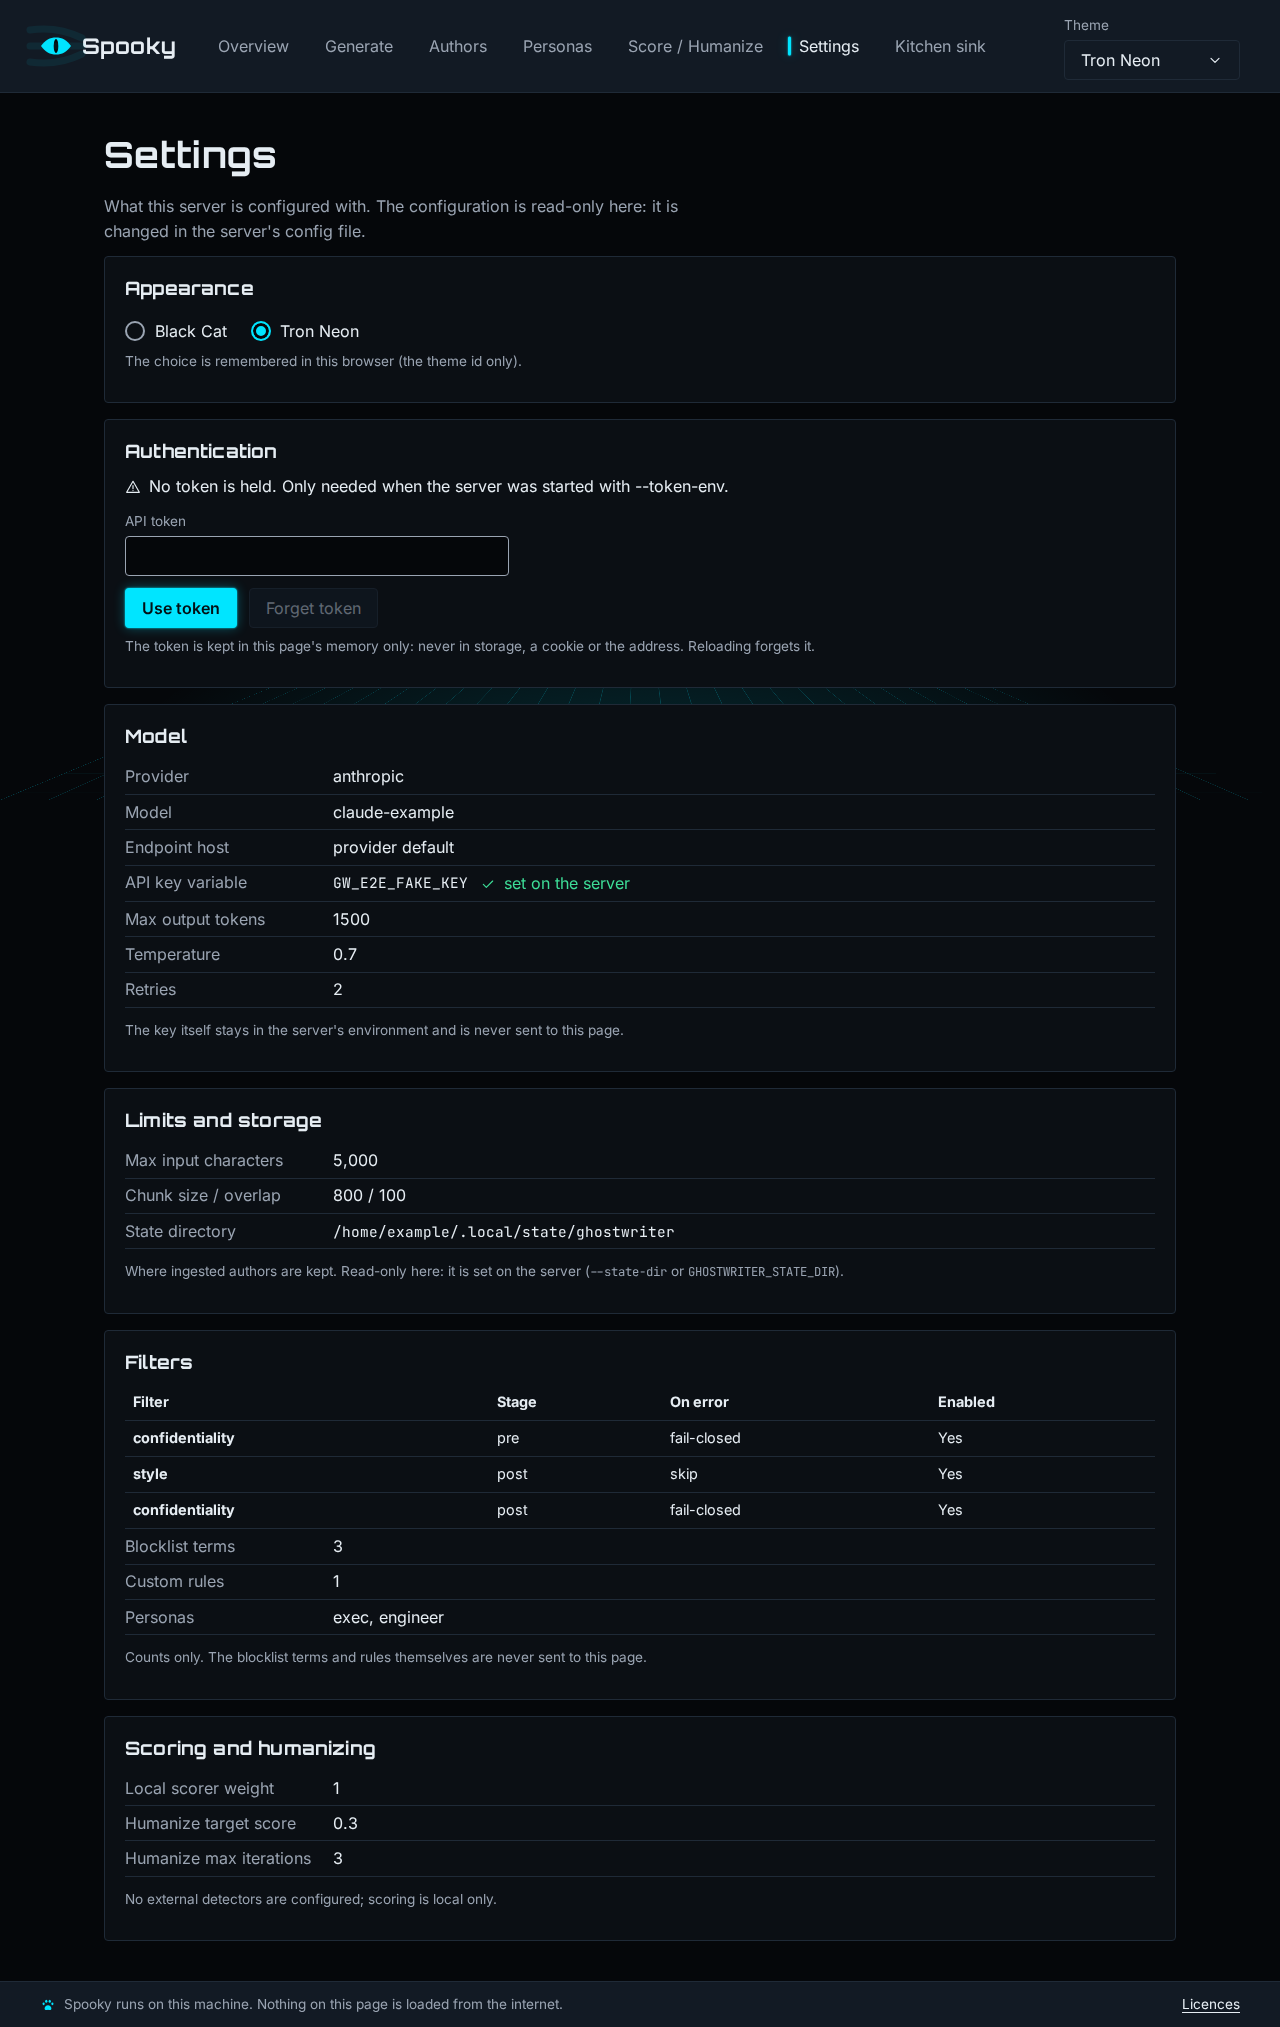 Spooky
Overview
Generate
Authors
Personas
Score / Humanize
Settings
Kitchen sink
Theme
Tron Neon
Settings
What this server is configured with. The configuration is read-only here: it is
changed in the server's config file.
Appearance
Black Cat
Tron Neon
The choice is remembered in this browser (the theme id only).
Authentication
No token is held. Only needed when the server was started with --token-env.
API token
Use token
Forget token
The token is kept in this page's memory only: never in storage, a cookie or the address. Reloading forgets it.
Model
Provider anthropic
Model claude-example
Endpoint host provider default
API key variable GW_E2E_FAKE_KEY set on the server
Max output tokens 1500
Temperature 0.7
Retries 2
The key itself stays in the server's environment and is never sent to this page.
Limits and storage
Max input characters 5,000
Chunk size / overlap 800 / 100
State directory /home/example/.local/state/ghostwriter
Where ingested authors are kept. Read-only here: it is set on the server (--state-dir or GHOSTWRITER_STATE_DIR).
Filters
Filter Stage On error Enabled
confidentiality pre fail-closed Yes
style post skip Yes
confidentiality post fail-closed Yes
Blocklist terms 3
Custom rules 1
Personas exec, engineer
Counts only. The blocklist terms and rules themselves are never sent to this page.
Scoring and humanizing
Local scorer weight 1
Humanize target score 0.3
Humanize max iterations 3
No external detectors are configured; scoring is local only.
Spooky runs on this machine. Nothing on this page is loaded from the internet.
Licences